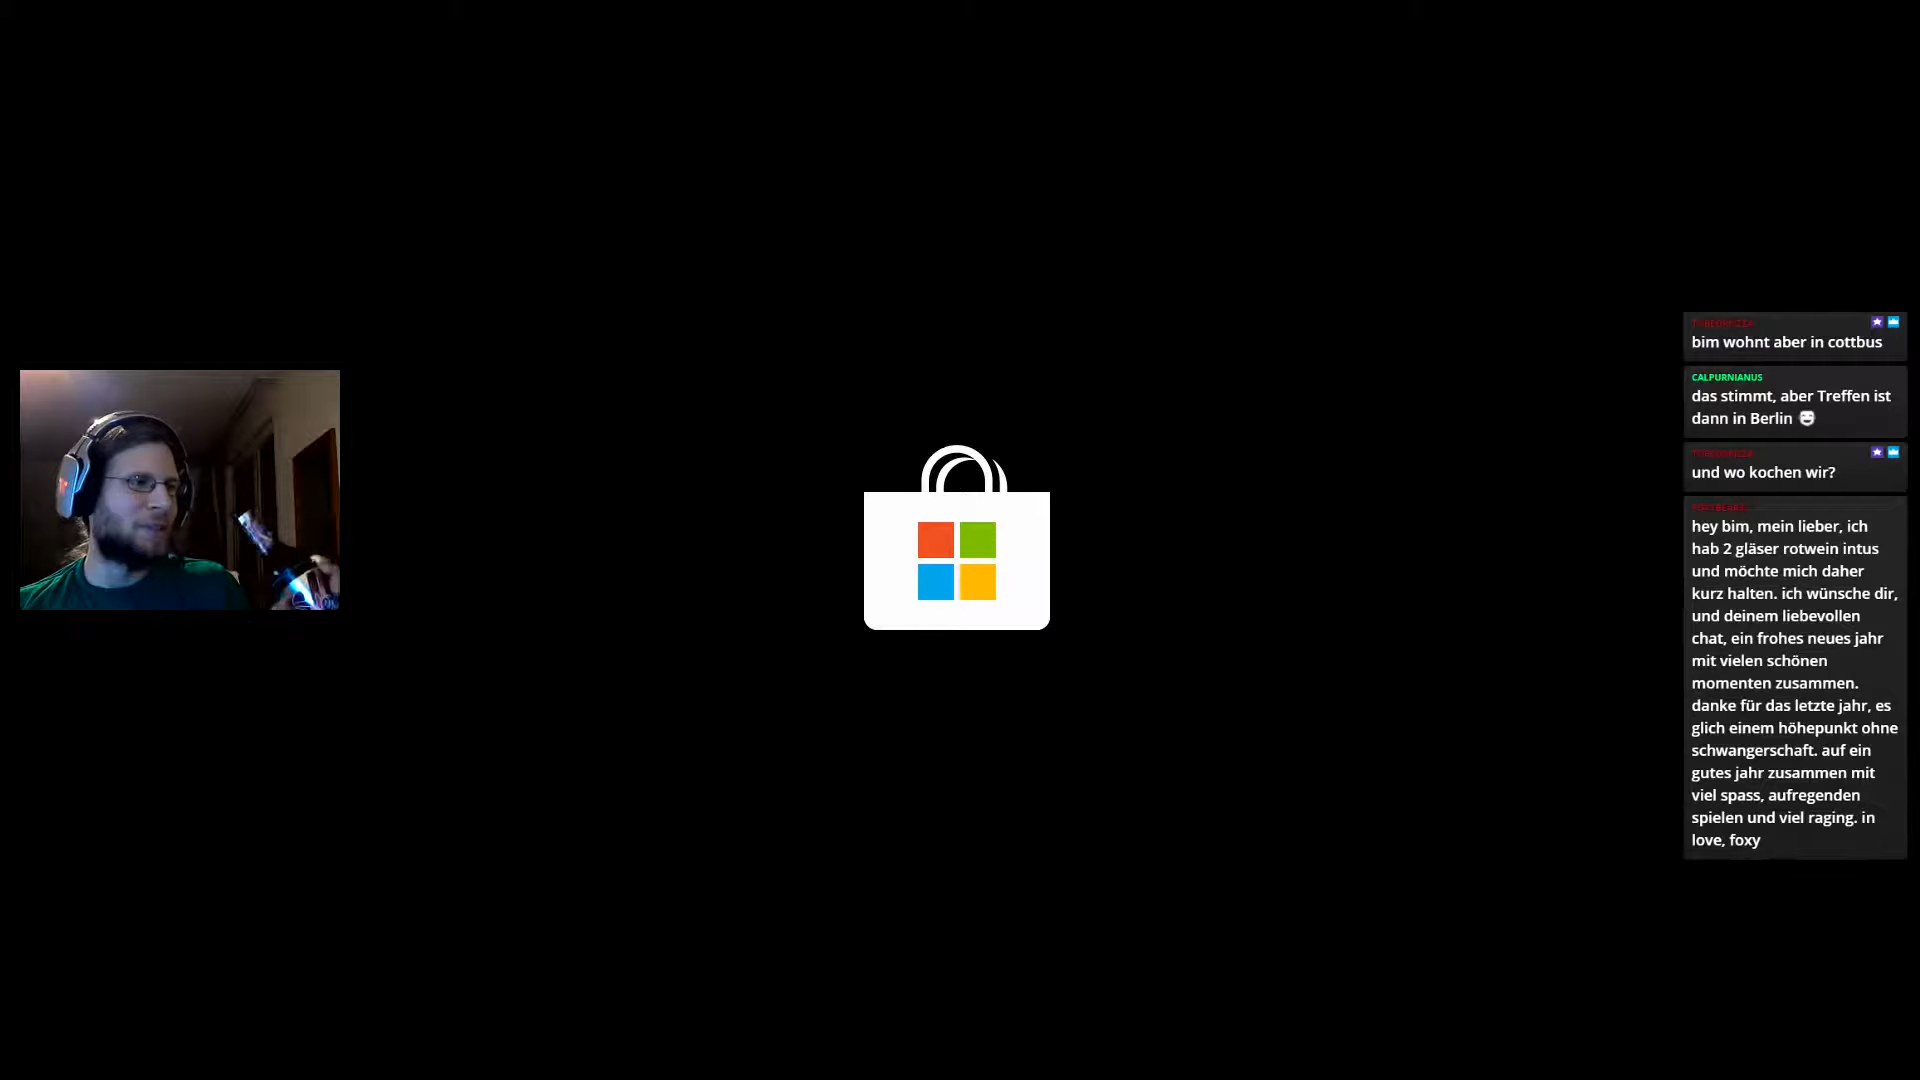 bim wohnt aber in cottbus
CALPURNIANUS
das stimmt, aber Treffen ist
dann in Berlin
und wo kochen wir?
hey bim, mein lieber, ich
hab 2 gläser rotwein intus
und möchte mich daher
kurz halten. ich wünsche dir,
und deinem liebevollen
chat, ein frohes neues jahr
mit vielen schönen
momenten zusammen.
danke für das letzte jahr, es
glich einem höhepunkt ohne
schwangerschaft. auf ein
gutes jahr zusammen mit
viel spass, aufregenden
spielen und viel raging. in
love, foxy